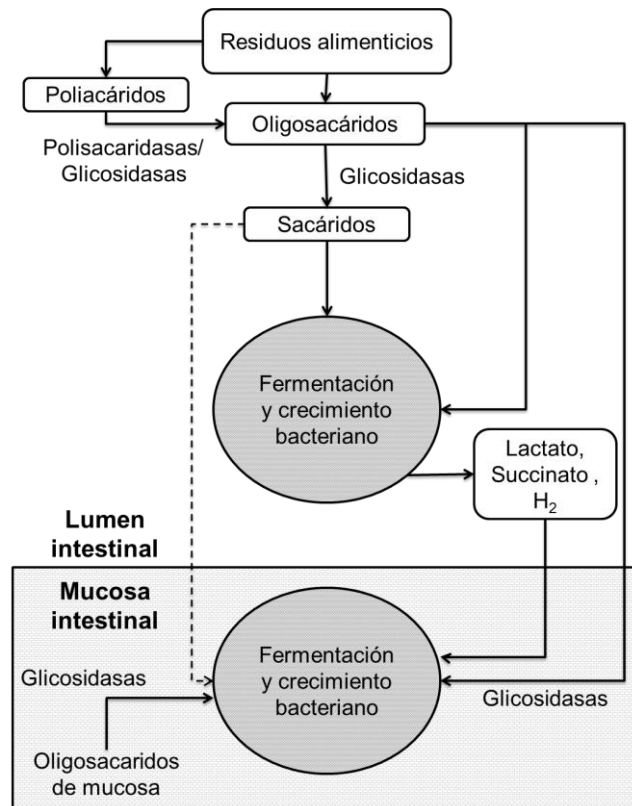 Residuos alimenticios
Poliacáridos
Oligosacáridos
Polisacaridasas/
Glicosidasas
Glicosidasas
Sacáridos
Fermentación
y crecimiento
bacteriano
Lactato,
Succinato ,
H₂
Lumen
intestinal
Mucosa
intestinal
Fermentación
y crecimiento
bacteriano
Glicosidasas
Glicosidasas
Oligosacaridos
de mucosa